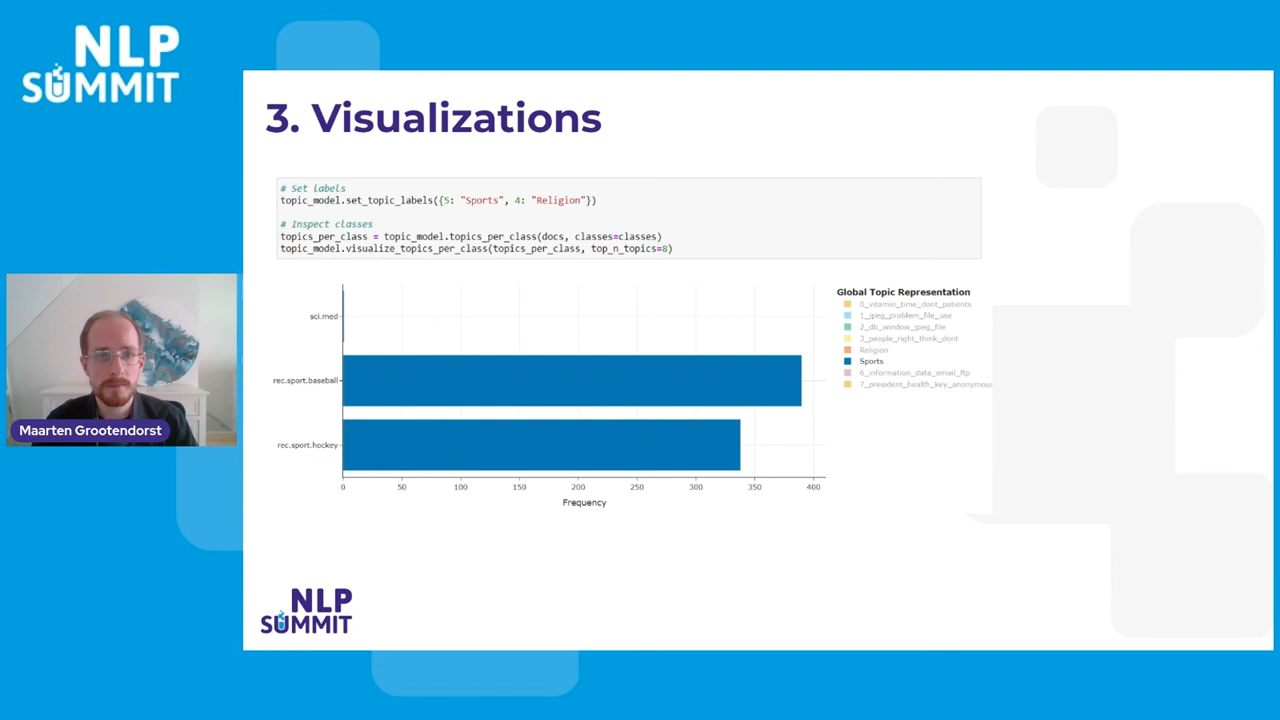 NLP
SUMMIT
3. Visualizations
# Set labels
topic_model.set_topic_labels({5: "Sports", 4: "Religion"})
# Inspect classes
topics_per_class = topic_model.topics_per_class(docs, classes=classes)
topic_model.visualize_topics_per_class(topics_per_class, top_n_topics=8)
sci.med
rec.sport.baseball
rec.sport.hockey
0
50
100
150
200
250
300
350
400
Frequency
Global Topic Representation
0_vitamin_time_dont_patients
1_jpeg_problem_file_use
2_db_window_jpeg_file
3_people_right_think_dont
Religion
Sports
6_information_data_email_ftp
7_president_health_key_anonymous
Maarten Grootendorst
NLP
SUMMIT